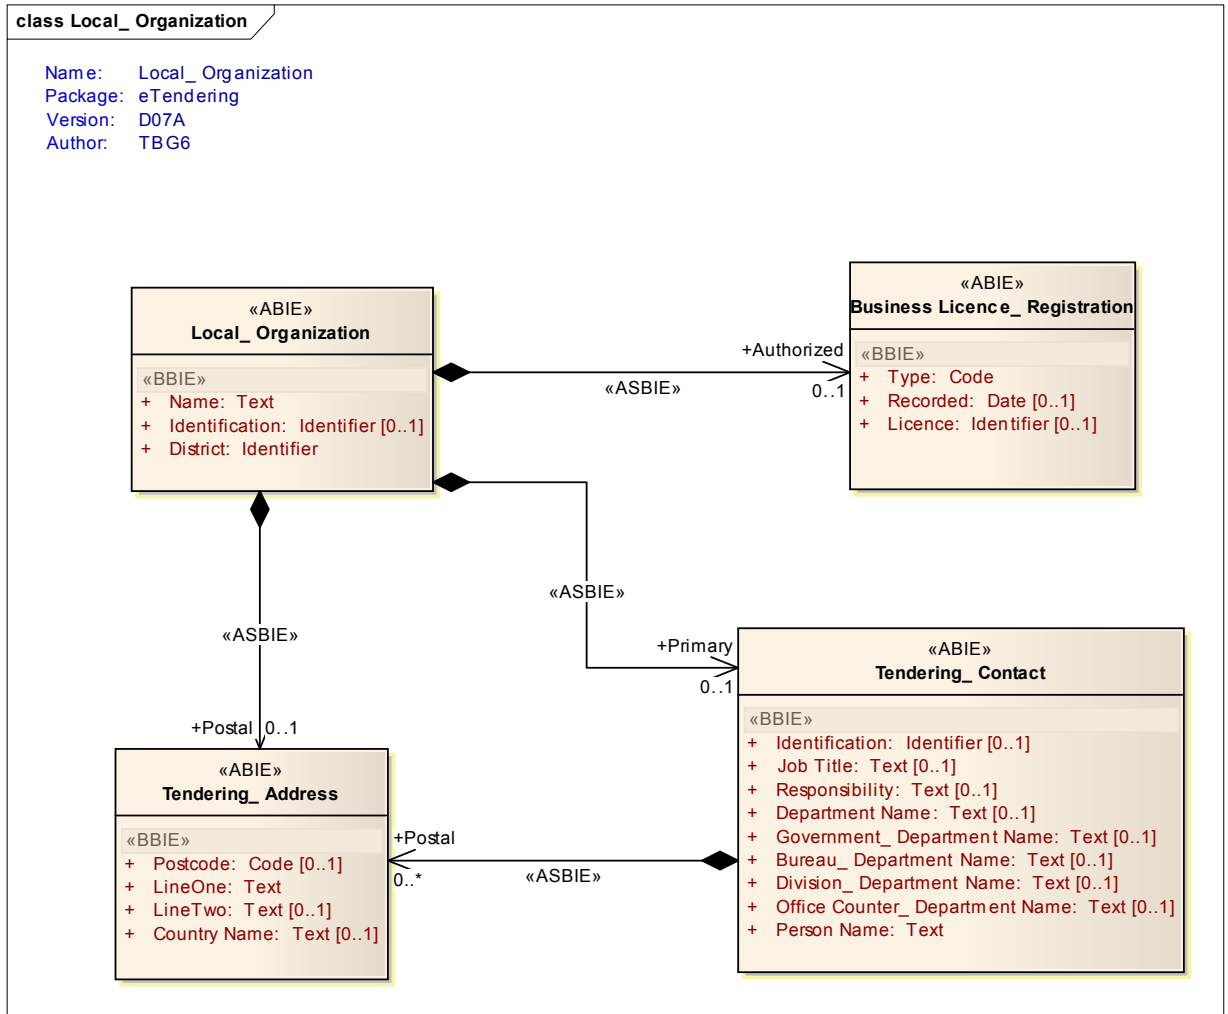 class Local_ Organization
Name: Local_ Organization
Package: eTendering
Version: D07A
Author: TBG6
«ABIE»
Local_ Organization
«BBIE»
+ Name: Text
+ Identification: Identifier [0..1]
+ District: Identifier
«ABIE»
Business Licence_ Registration
«BBIE»
+ Type: Code
+ Recorded: Date [0..1]
+ Licence: Identifier [0..1]
+Authorized
0..1
«ASBIE»
«ASBIE»
+Primary
0..1
«ASBIE»
+Postal 0..1
«ABIE»
Tendering_ Contact
«BBIE»
+ Identification: Identifier [0..1]
+ Job Title: Text [0..1]
+ Responsibility: Text [0..1]
+ Department Name: Text [0..1]
+ Government_ Department Name: Text [0..1]
+ Bureau_ Department Name: Text [0..1]
+ Division_ Department Name: Text [0..1]
+ Office Counter_ Department Name: Text [0..1]
+ Person Name: Text
«ABIE»
Tendering_ Address
«BBIE»
+ Postcode: Code [0..1]
+ LineOne: Text
+ LineTwo: Text [0..1]
+ Country Name: Text [0..1]
+Postal
0..*
«ASBIE»